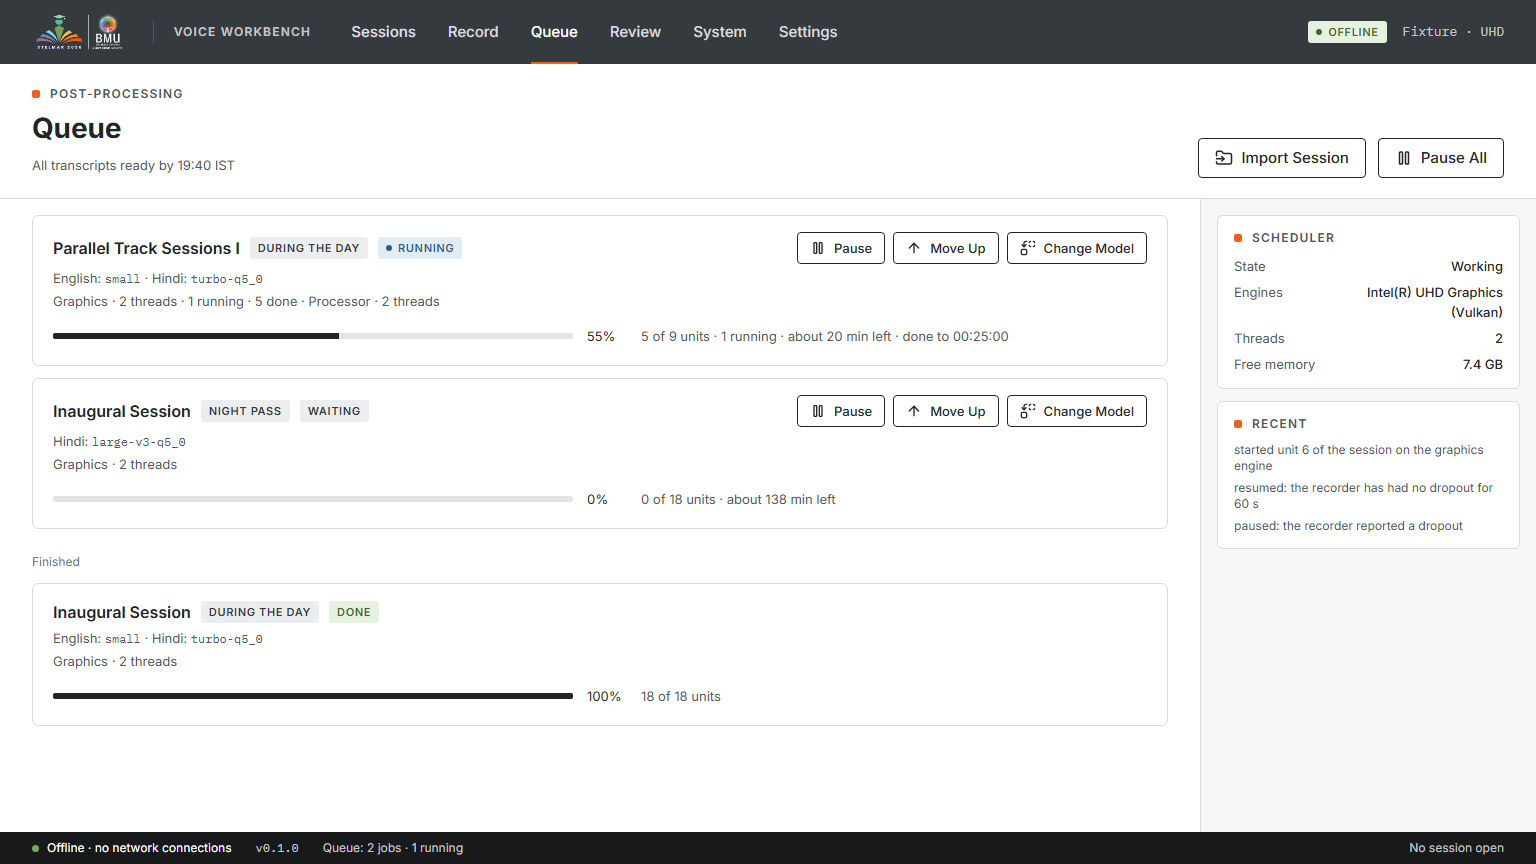 STELMAR 2026
BMU
VOICE WORKBENCH
Sessions
Record
Queue
Review
System
Settings
OFFLINE
Fixture · UHD
POST-PROCESSING
Queue
All transcripts ready by 19:40 IST
Import Session
Pause All
Parallel Track Sessions I
DURING THE DAY
RUNNING
Pause
Move Up
Change Model
English: small · Hindi: turbo-q5_0
Graphics · 2 threads · 1 running · 5 done · Processor · 2 threads
55%
5 of 9 units · 1 running · about 20 min left · done to 00:25:00
Inaugural Session
NIGHT PASS
WAITING
Pause
Move Up
Change Model
Hindi: large-v3-q5_0
Graphics · 2 threads
0%
0 of 18 units · about 138 min left
Finished
Inaugural Session
DURING THE DAY
DONE
English: small · Hindi: turbo-q5_0
Graphics · 2 threads
100%
18 of 18 units
SCHEDULER
State
Working
Engines
Intel(R) UHD Graphics
(Vulkan)
Threads
2
Free memory
7.4 GB
RECENT
started unit 6 of the session on the graphics
engine
resumed: the recorder has had no dropout for
60 s
paused: the recorder reported a dropout
Offline · no network connections
v0.1.0
Queue: 2 jobs · 1 running
No session open